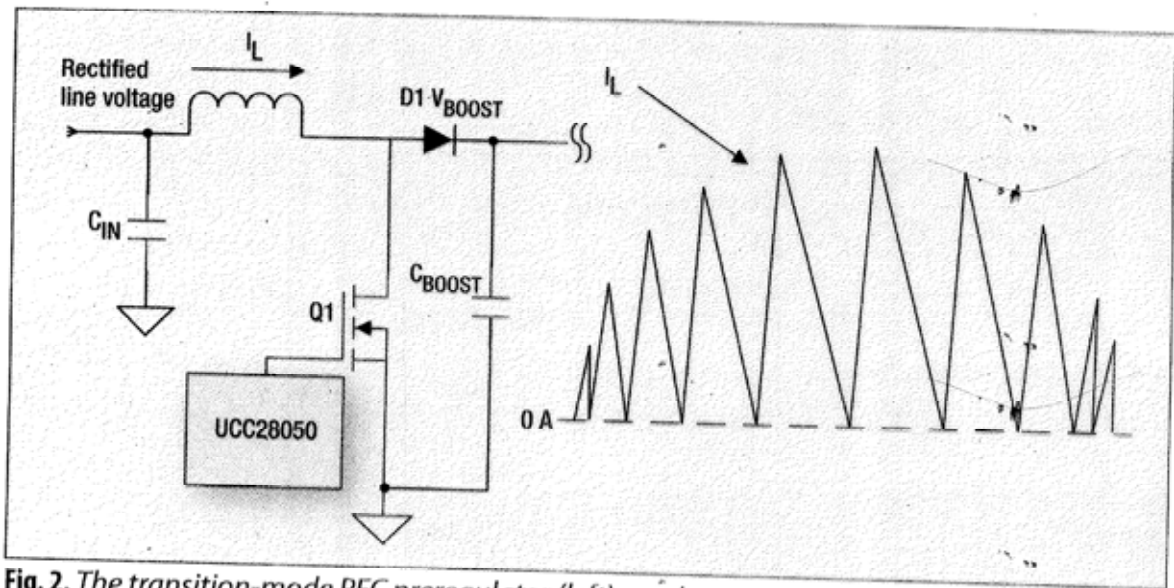 I_L
Rectified
line voltage
D1 V_BOOST
I_L
C_IN
C_BOOST
Q1
UCC28050
0 A
Fig. 2. The transition-mode PFC preregulator (left)